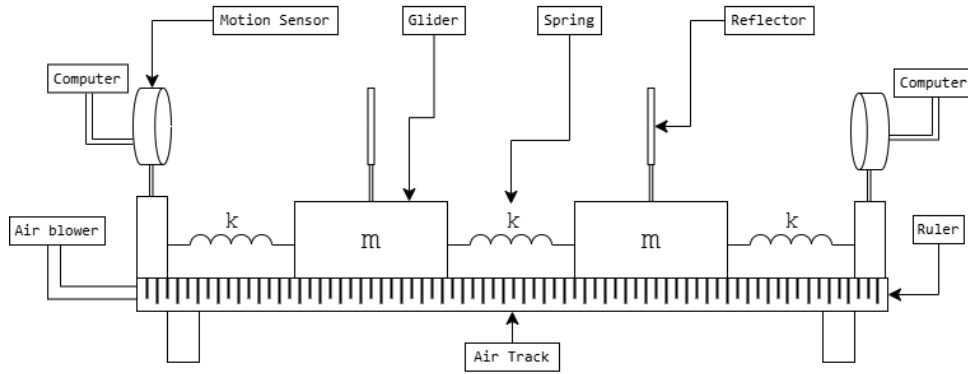 Motion Sensor
Glider
Spring
Reflector
Computer
Computer
k
k
k
Air blower
m
m
Ruler
Air Track